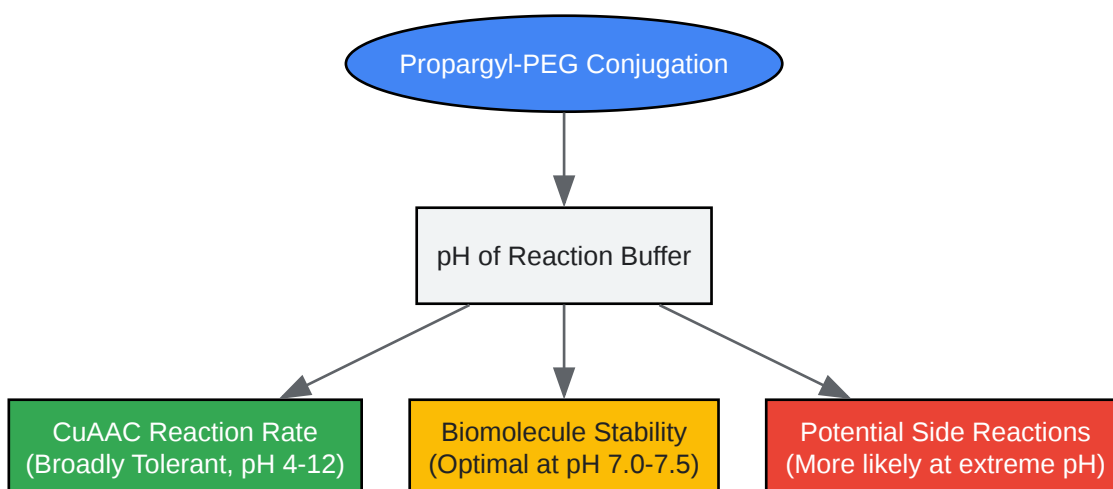 Propargyl-PEG Conjugation
pH of Reaction Buffer
CuAAC Reaction Rate
(Broadly Tolerant, pH 4-12)
Biomolecule Stability
(Optimal at pH 7.0-7.5)
Potential Side Reactions
(More likely at extreme pH)